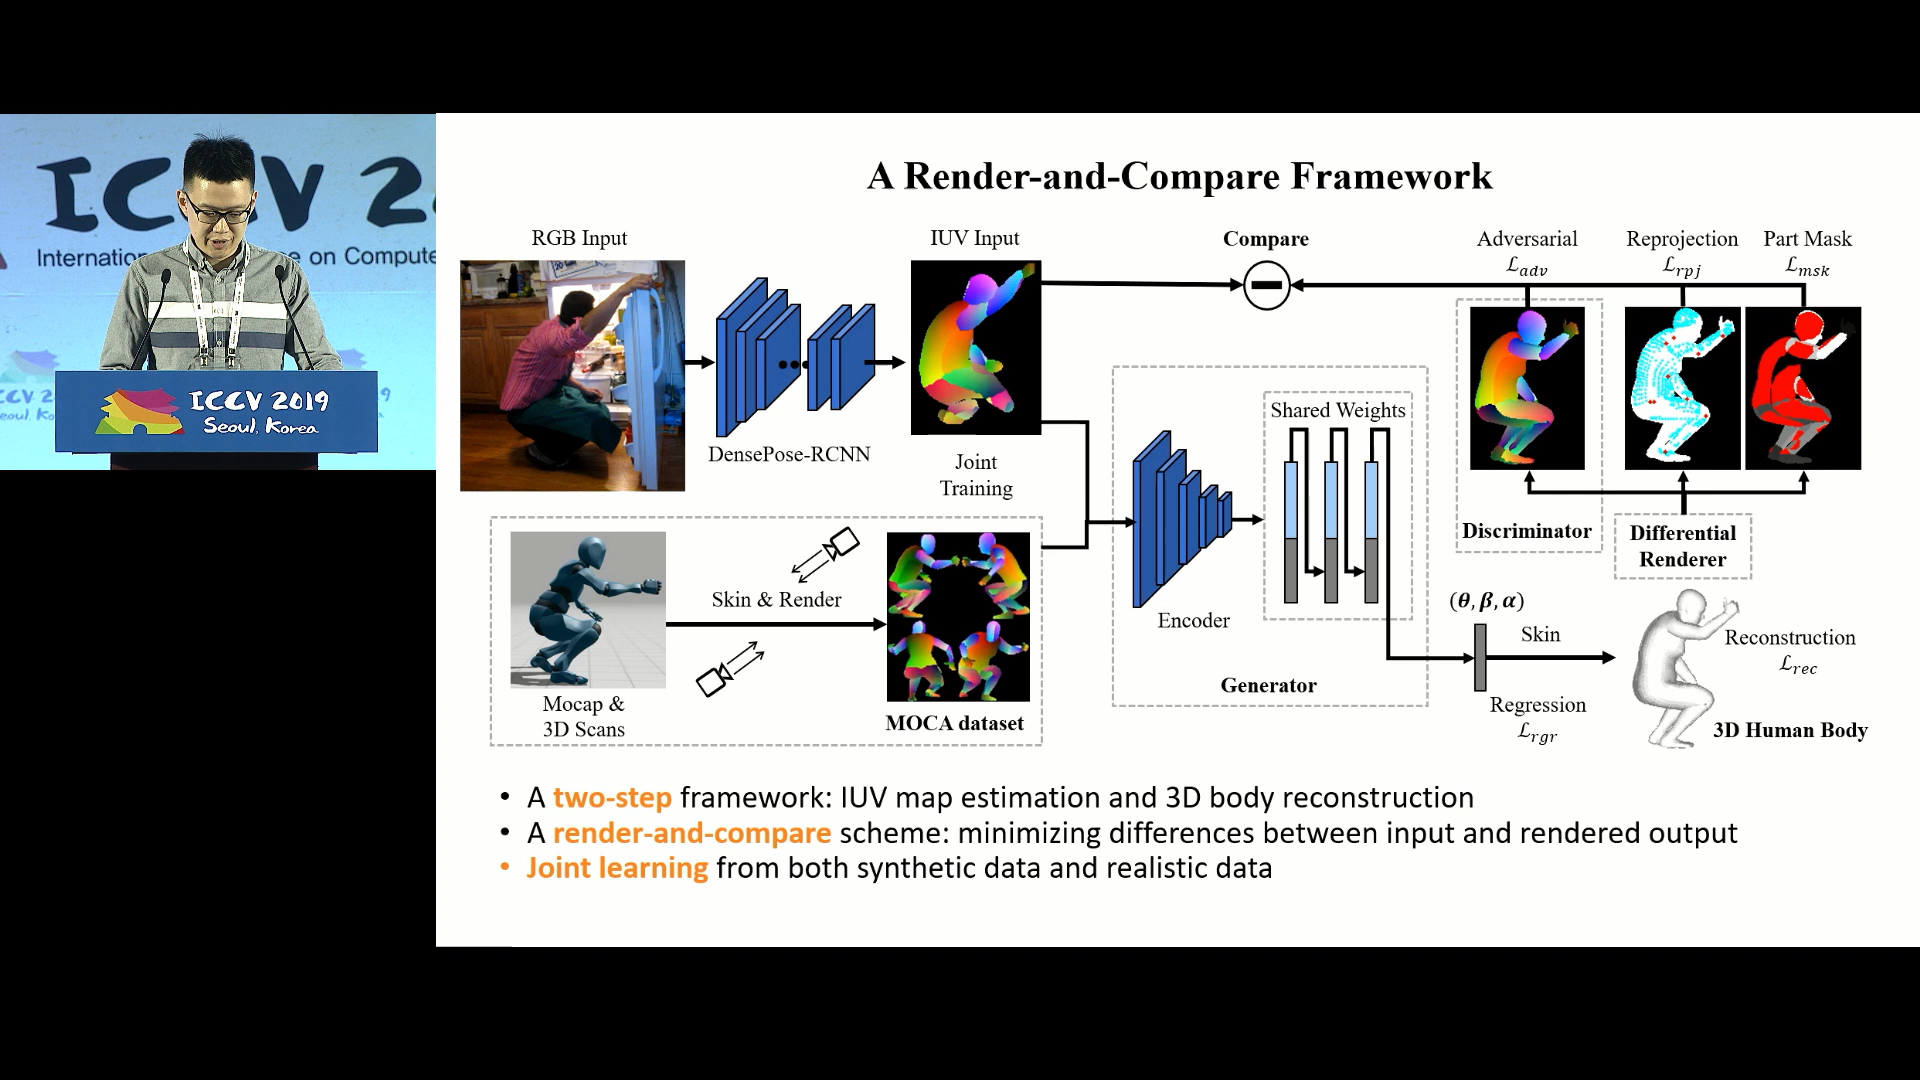 ICCV 2
Internation
e on Compute
ICCV 2019
Seoul, Korea
A Render-and-Compare Framework
RGB Input
IUV Input
Compare
Adversarial
ℒadv
Reprojection
ℒrpj
Part Mask
ℒmsk
DensePose-RCNN
Joint
Training
Shared Weights
Encoder
Generator
Discriminator
Differential
Renderer
Skin & Render
Mocap &
3D Scans
MOCA dataset
(θ, β, α)
Skin
Regression
ℒrgr
Reconstruction
ℒrec
3D Human Body
• A two-step framework: IUV map estimation and 3D body reconstruction
• A render-and-compare scheme: minimizing differences between input and rendered output
• Joint learning from both synthetic data and realistic data